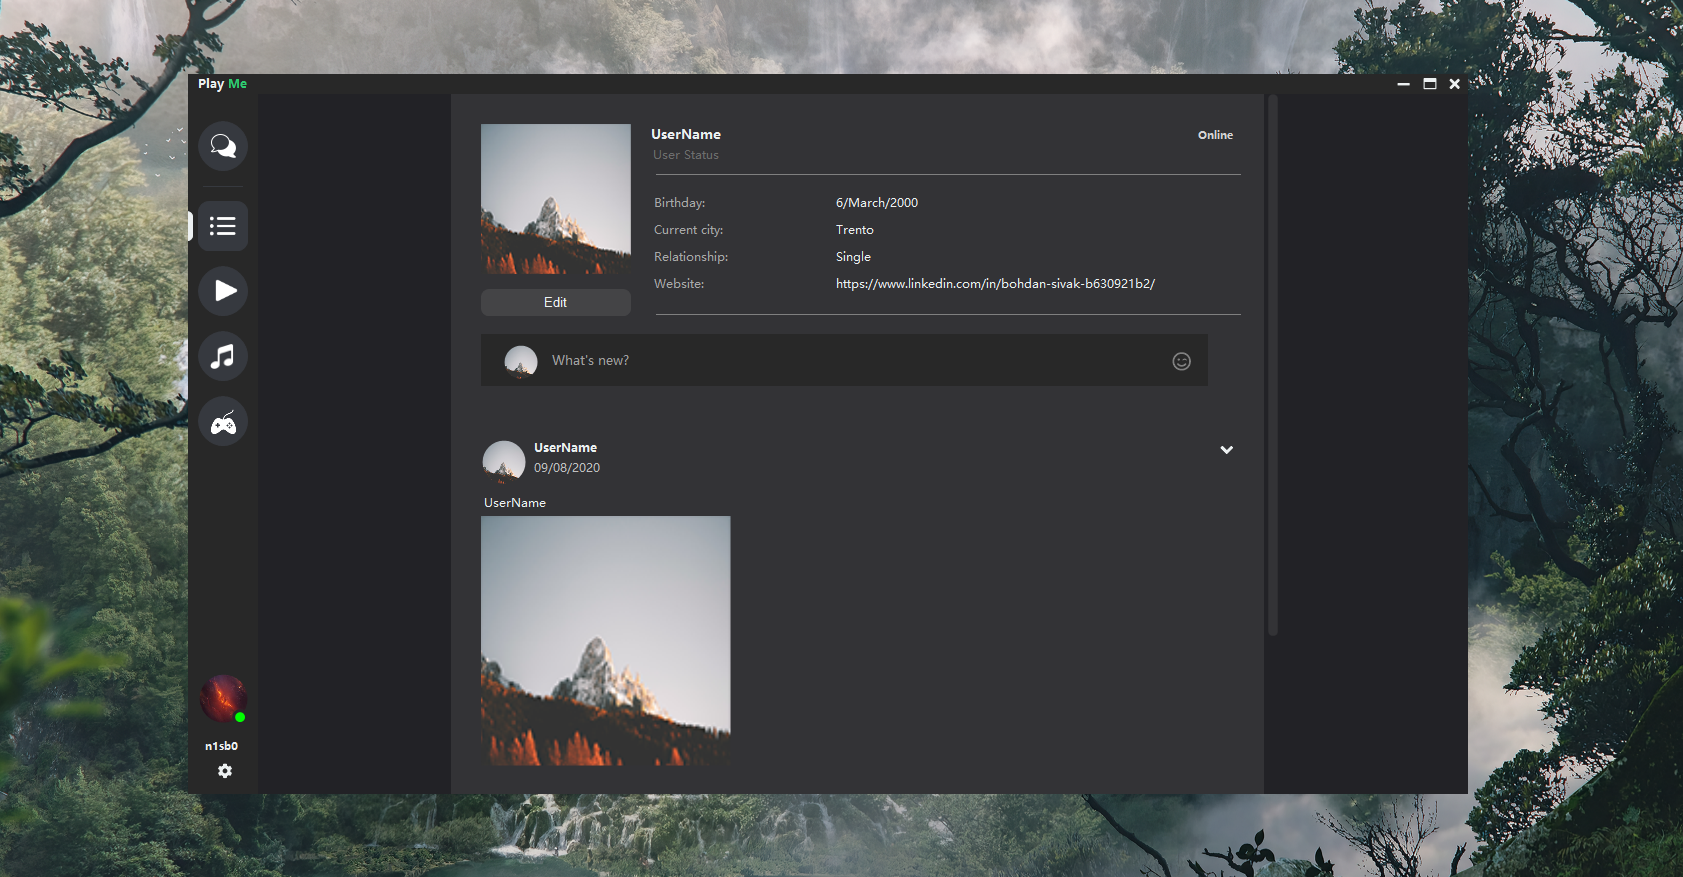 Play Me
UserName
Online
User Status
Birthday: 6/March/2000
Current city: Trento
Relationship: Single
Website: https://www.linkedin.com/in/bohdan-sivak-b630921b2/
Edit
What's new?
UserName
09/08/2020
UserName
n1sb0